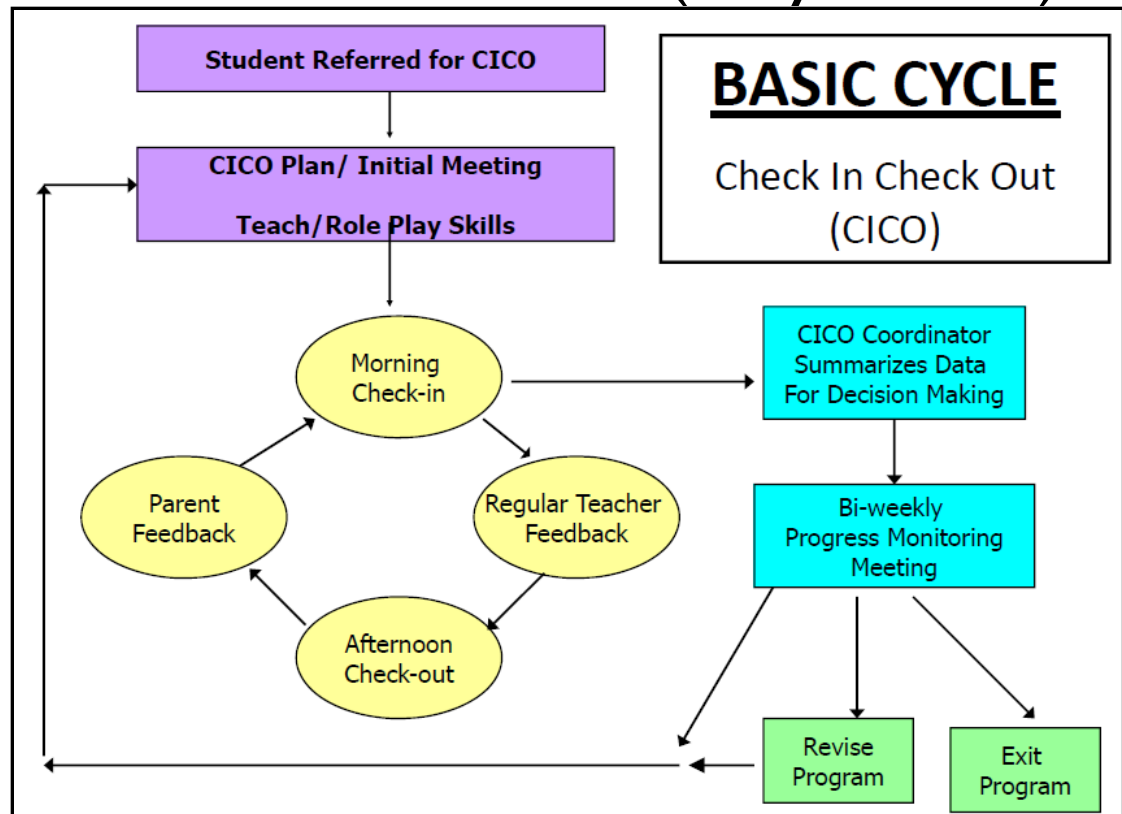 Student Referred for CICO
BASIC CYCLE
Check In Check Out
(CICO)
CICO Plan/ Initial Meeting
Teach/Role Play Skills
Morning
Check-in
CICO Coordinator
Summarizes Data
For Decision Making
Parent
Feedback
Regular Teacher
Feedback
Bi-weekly
Progress Monitoring
Meeting
Afternoon
Check-out
Revise
Program
Exit
Program